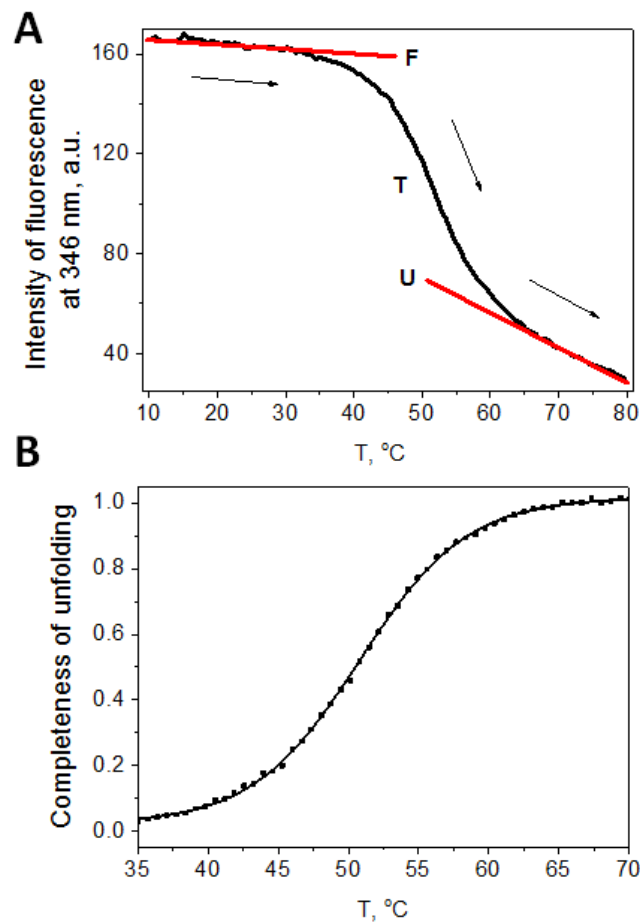 A
Intensity of fluorescence
at 346 nm, a.u.
160
120
80
40
F
T
U
10 20 30 40 50 60 70 80
T, °C
B
Completeness of unfolding
1.0
0.8
0.6
0.4
0.2
0.0
35 40 45 50 55 60 65 70
T, °C